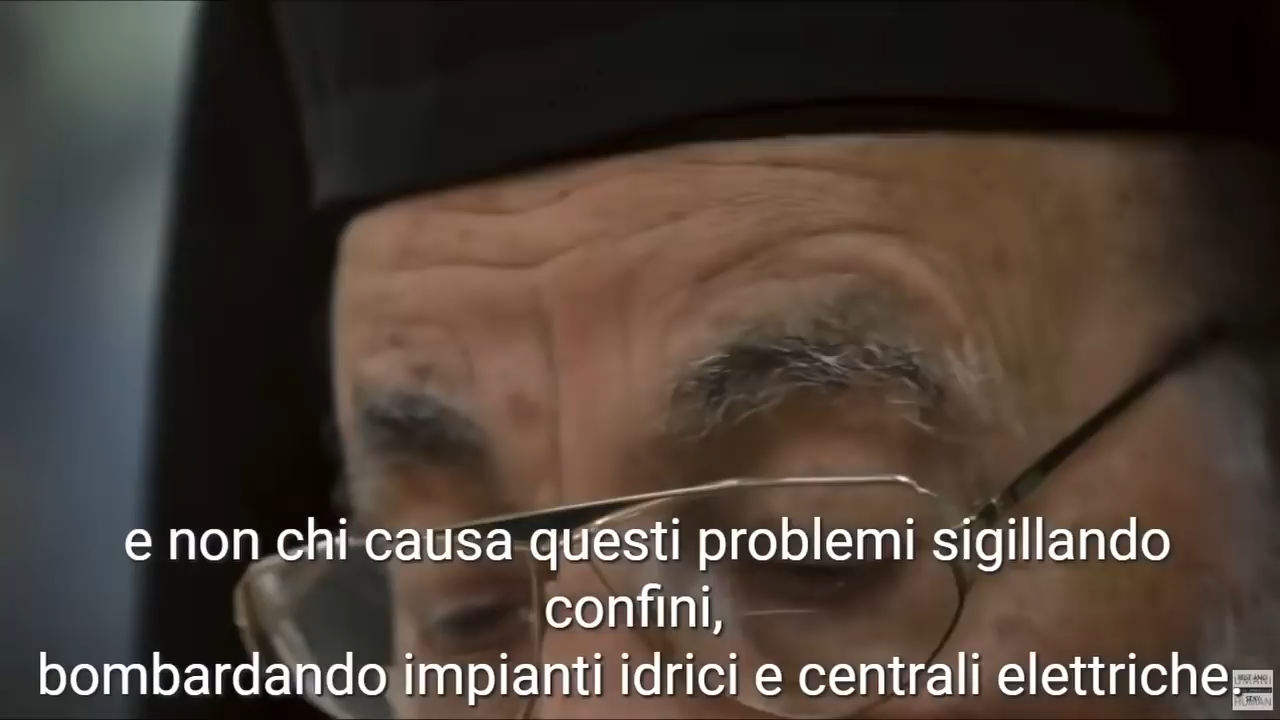 e non chi causa questi problemi sigillando
confini,
bombardando impianti idrici e centrali elettriche.